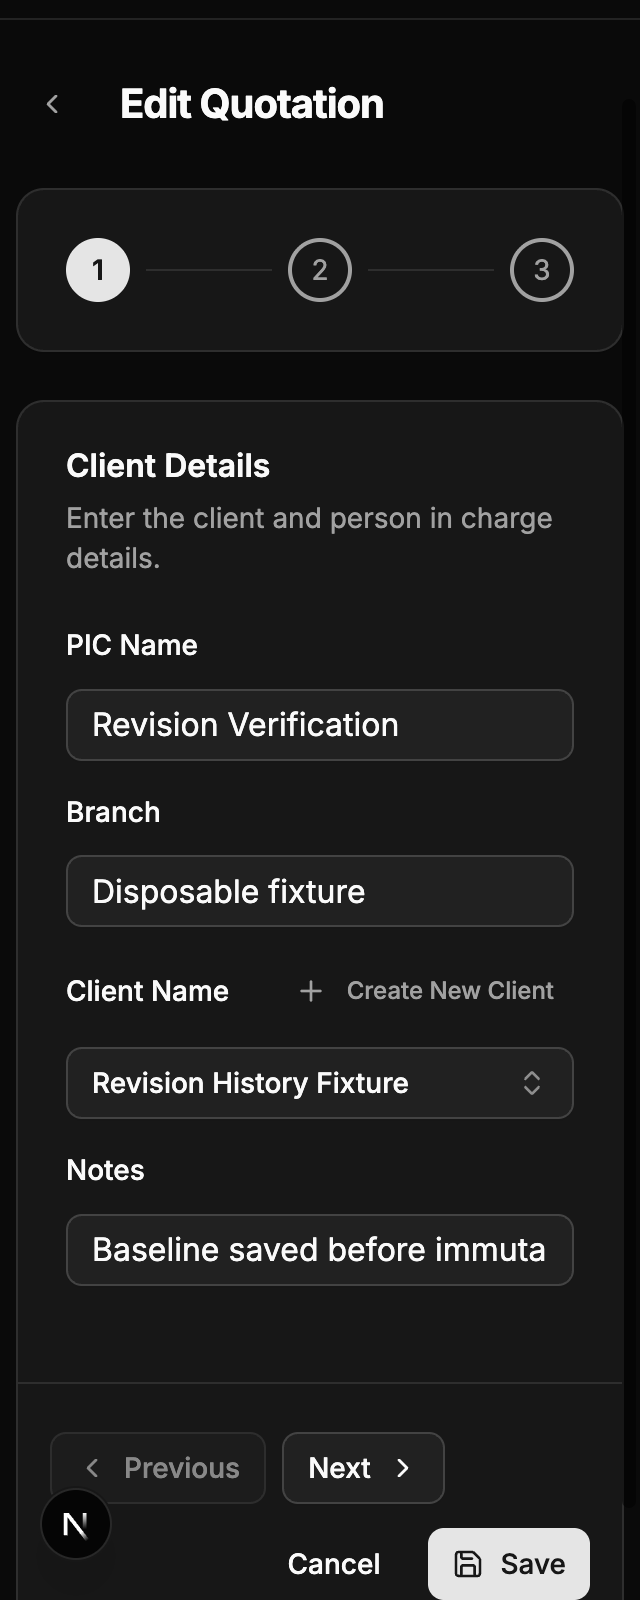 Edit Quotation
1 2 3
Client Details
Enter the client and person in charge
details.
PIC Name
Revision Verification
Branch
Disposable fixture
Client Name Create New Client
Revision History Fixture
Notes
Baseline saved before immuta
Previous Next
N
Cancel Save